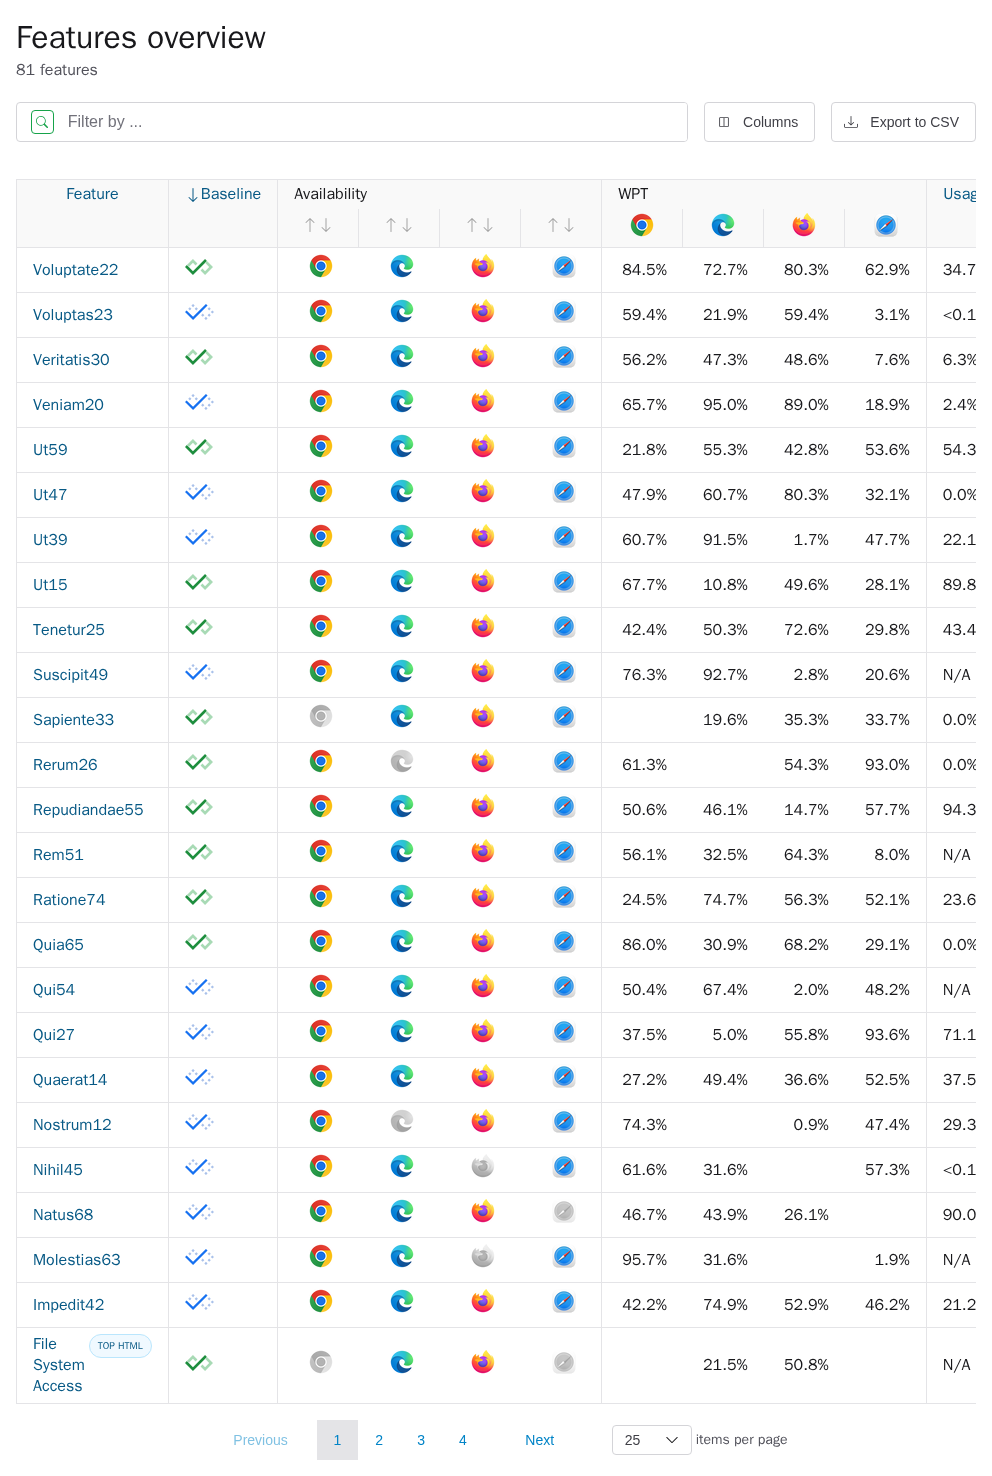 Features overview
81 features
Filter by ...
Columns
Export to CSV
Feature Baseline Availability WPT Usag
Voluptate22 84.5% 72.7% 80.3% 62.9% 34.7
Voluptas23 59.4% 21.9% 59.4% 3.1% <0.1
Veritatis30 56.2% 47.3% 48.6% 7.6% 6.3%
Veniam20 65.7% 95.0% 89.0% 18.9% 2.4%
Ut59 21.8% 55.3% 42.8% 53.6% 54.3
Ut47 47.9% 60.7% 80.3% 32.1% 0.0%
Ut39 60.7% 91.5% 1.7% 47.7% 22.1
Ut15 67.7% 10.8% 49.6% 28.1% 89.8
Tenetur25 42.4% 50.3% 72.6% 29.8% 43.4
Suscipit49 76.3% 92.7% 2.8% 20.6% N/A
Sapiente33 19.6% 35.3% 33.7% 0.0%
Rerum26 61.3% 54.3% 93.0% 0.0%
Repudiandae55 50.6% 46.1% 14.7% 57.7% 94.3
Rem51 56.1% 32.5% 64.3% 8.0% N/A
Ratione74 24.5% 74.7% 56.3% 52.1% 23.6
Quia65 86.0% 30.9% 68.2% 29.1% 0.0%
Qui54 50.4% 67.4% 2.0% 48.2% N/A
Qui27 37.5% 5.0% 55.8% 93.6% 71.1
Quaerat14 27.2% 49.4% 36.6% 52.5% 37.5
Nostrum12 74.3% 0.9% 47.4% 29.3
Nihil45 61.6% 31.6% 57.3% <0.1
Natus68 46.7% 43.9% 26.1% 90.0
Molestias63 95.7% 31.6% 1.9% N/A
Impedit42 42.2% 74.9% 52.9% 46.2% 21.2
File System Access TOP HTML 21.5% 50.8% N/A
Previous 1 2 3 4 Next 25 items per page